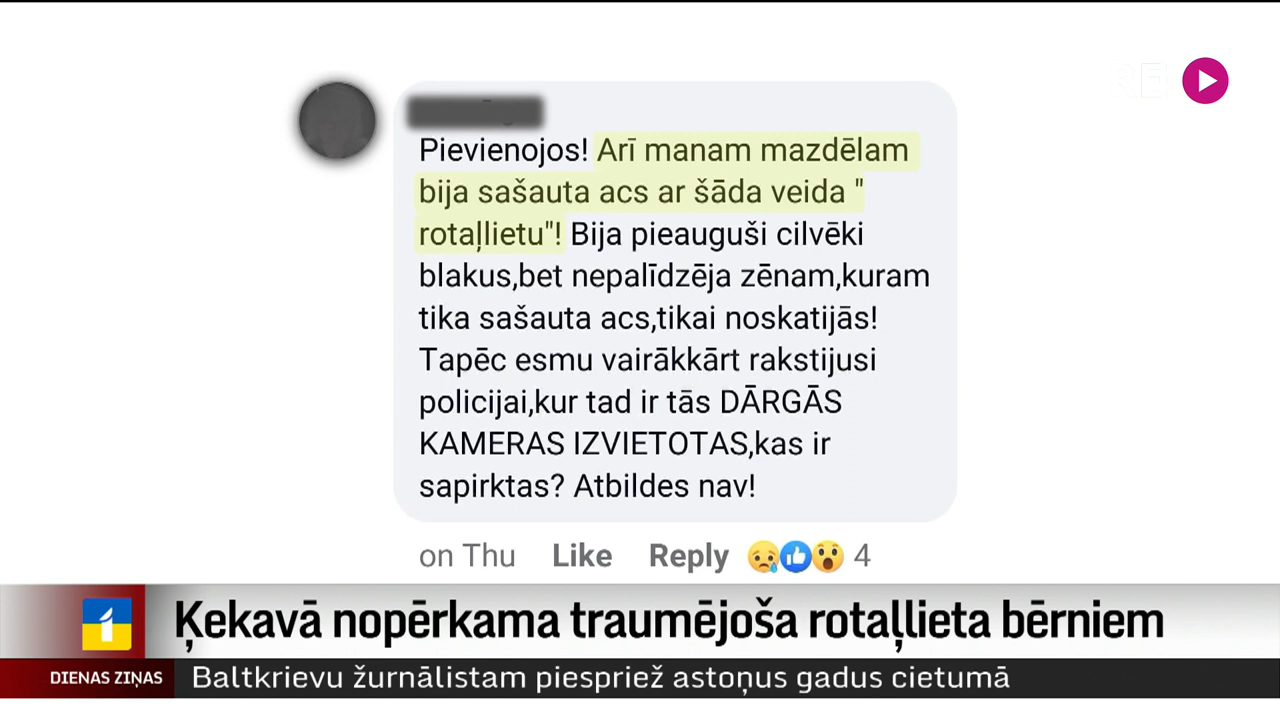 Pievienojos! Arī manam mazdēlam
bija sašauta acs ar šāda veida "
rotaļlietu"! Bija pieauguši cilvēki
blakus,bet nepalīdzēja zēnam,kuram
tika sašauta acs,tikai noskatijās!
Tapēc esmu vairākkārt rakstijusi
policijai,kur tad ir tās DĀRGĀS
KAMERAS IZVIETOTAS,kas ir
sapirktas? Atbildes nav!
on Thu Like Reply 4
1 Ķekavā nopērkama traumējoša rotaļlieta bērniem
DIENAS ZIŅAS Baltkrievu žurnālistam piespriež astoņus gadus cietumā